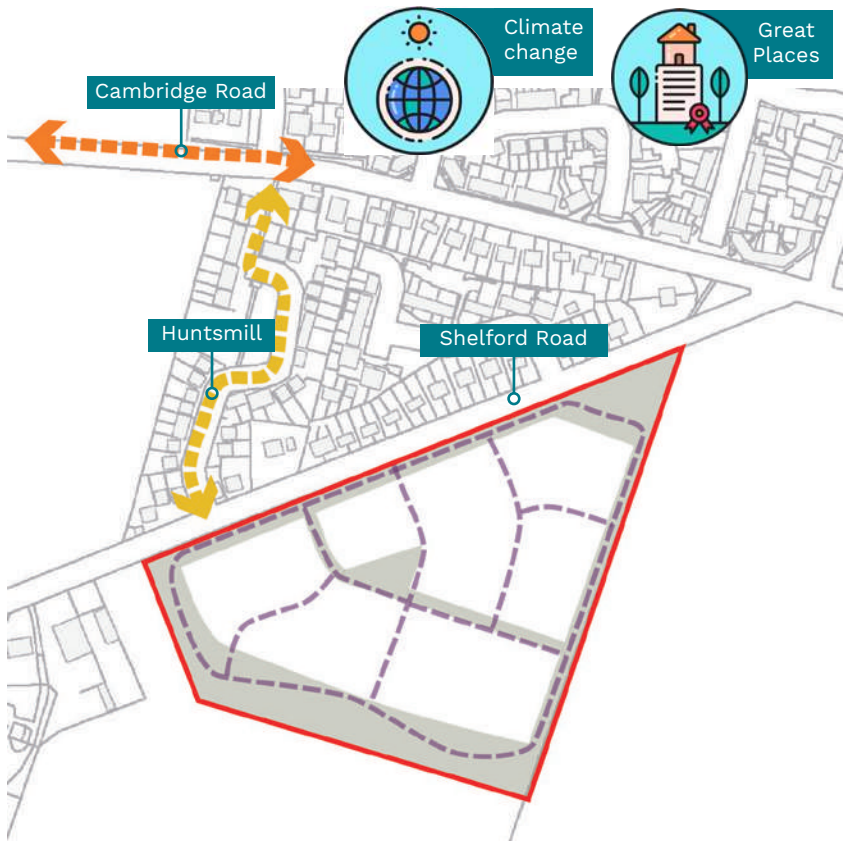 Climate
change
Great
Places
Cambridge Road
Huntsmill
Shelford Road